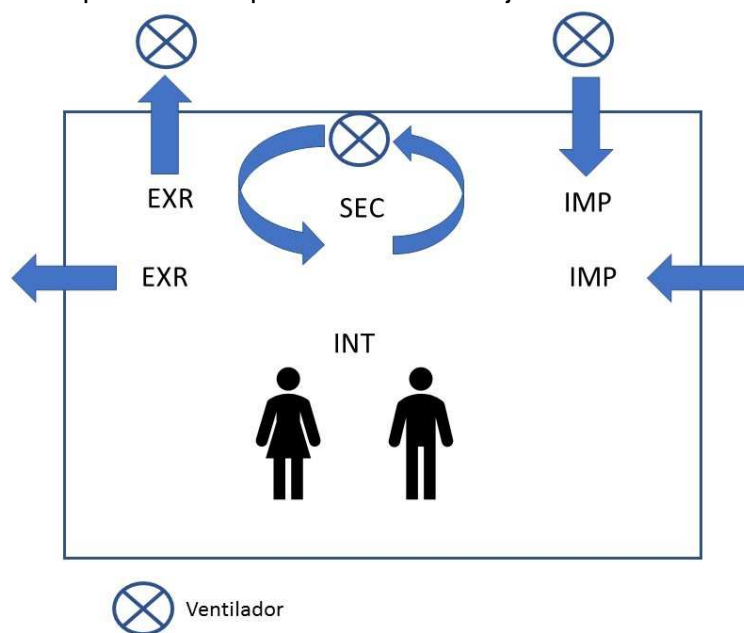 EXR
SEC
IMP
EXR
IMP
INT
Ventilador